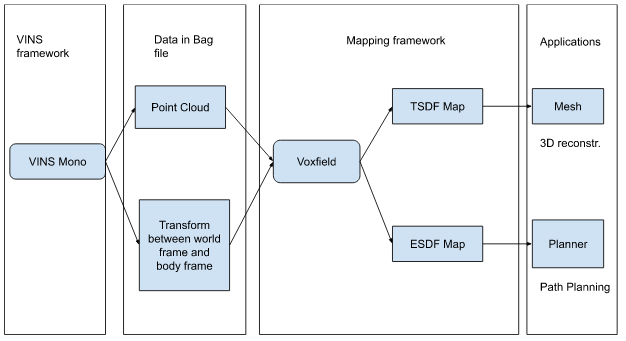 VINS
framework
Data in Bag
file
Mapping framework
Applications
VINS Mono
Point Cloud
Transform
between world
frame and
body frame
Voxfield
TSDF Map
ESDF Map
Mesh
3D reconstr.
Planner
Path Planning